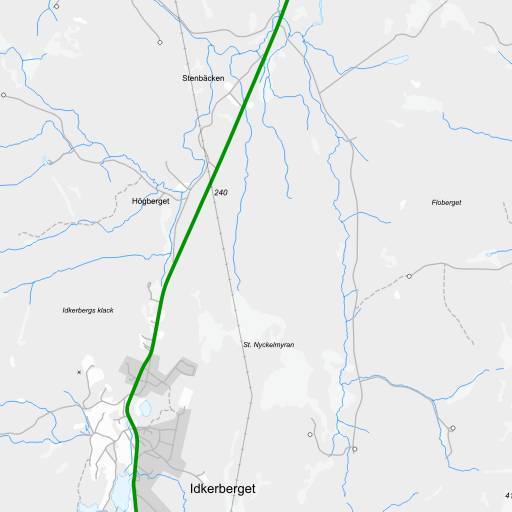 Stenbäcken
240
Högberget
Floberget
Idkerbergs klack
St. Nyckelmyran
Idkerberget